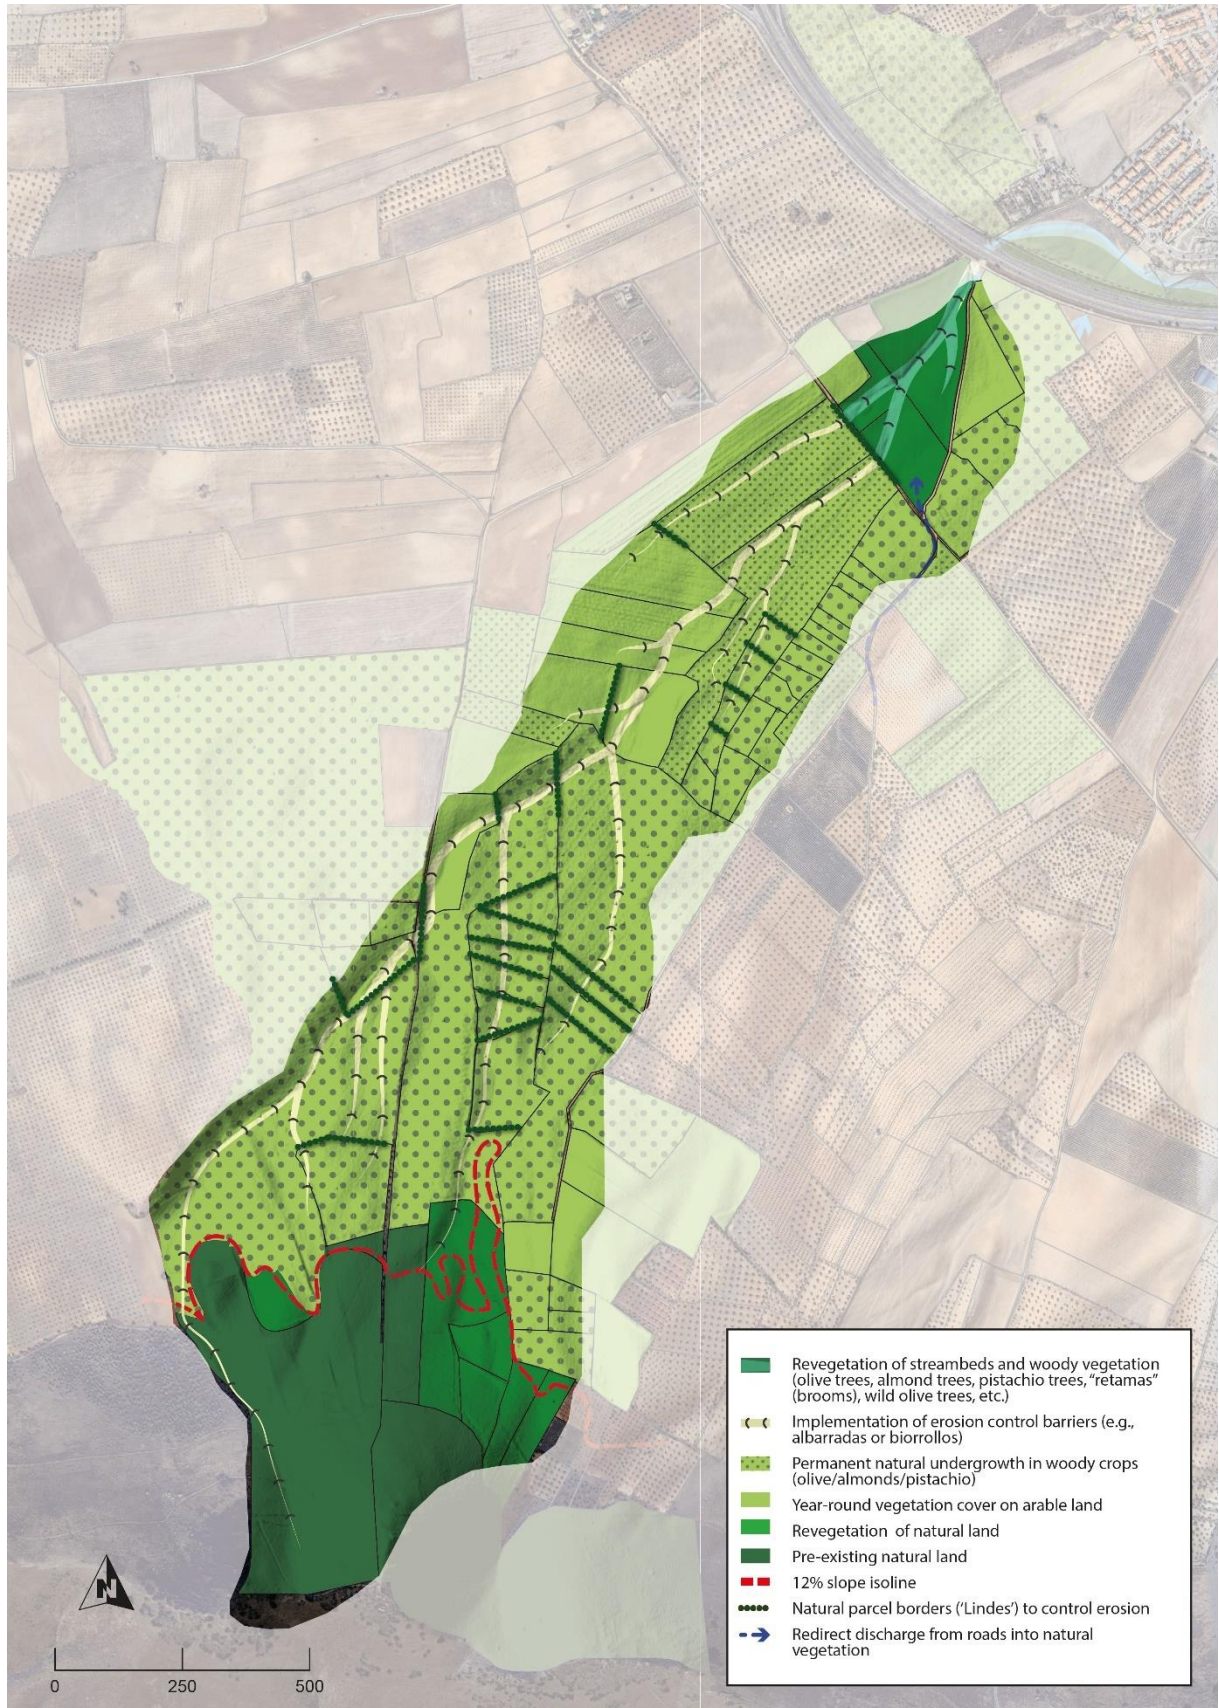 Revegetation of streambeds and woody vegetation
(olive trees, almond trees, pistachio trees, “retamas”
(brooms), wild olive trees, etc.)
Implementation of erosion control barriers (e.g.,
albarradas or biorrollos)
Permanent natural undergrowth in woody crops
(olive/almonds/pistachio)
Year-round vegetation cover on arable land
Revegetation of natural land
Pre-existing natural land
12% slope isoline
Natural parcel borders (‘Lindes’) to control erosion
Redirect discharge from roads into natural
vegetation
N
0 250 500